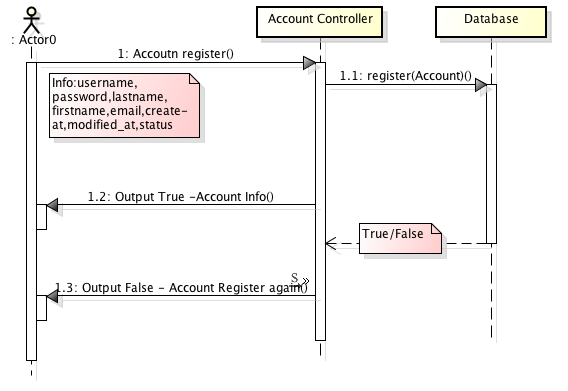 : Actor0
Account Controller
Database
1: Accoutn register()
1.1: register(Account)()
Info:username,
password,lastname,
firstname,email,create-
at,modified_at,status
1.2: Output True -Account Info()
True/False
S
1.3: Output False - Account Register again()